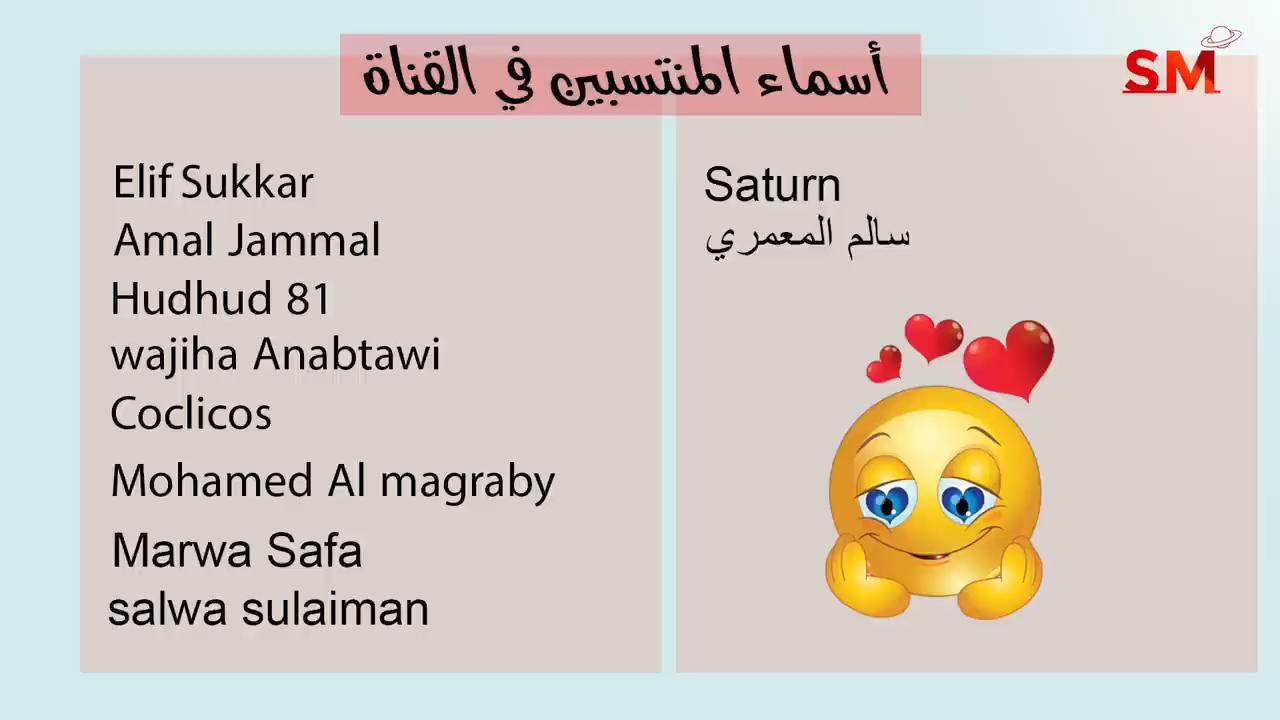 أسماء المنتسبين في القناة
SM
Elif Sukkar
Amal Jammal
Hudhud 81
wajiha Anabtawi
Coclicos
Mohamed Al magraby
Marwa Safa
salwa sulaiman
Saturn
سالم المعمري